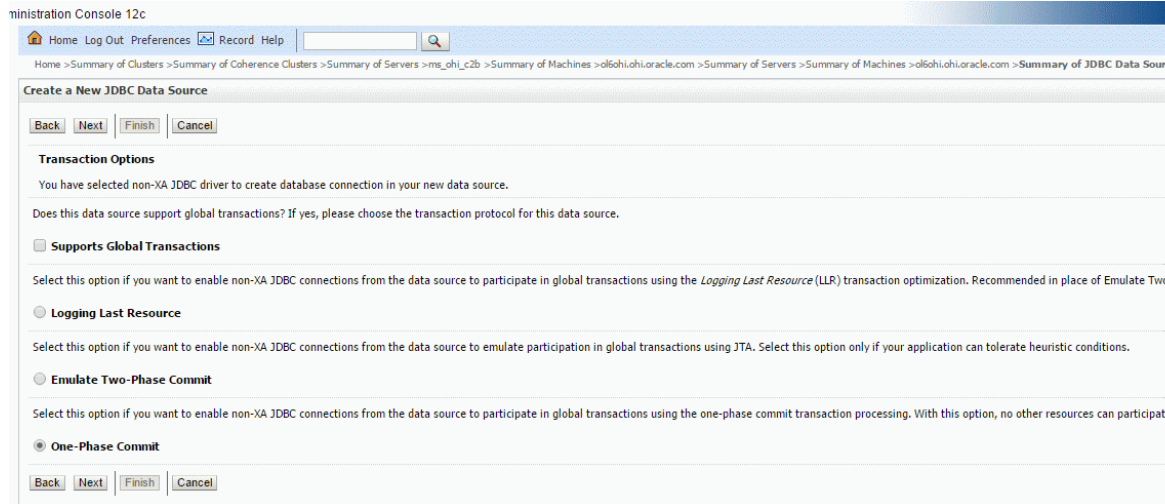 ministration Console 12c
Home Log Out Preferences Record Help
Home >Summary of Clusters >Summary of Coherence Clusters >Summary of Servers >ms_ohi_c2b >Summary of Machines >ol6ohi.ohi.oracle.com >Summary of Servers >Summary of Machines >ol6ohi.ohi.oracle.com >Summary of JDBC Data Sour
Create a New JDBC Data Source
Back Next Finish Cancel
Transaction Options
You have selected non-XA JDBC driver to create database connection in your new data source.
Does this data source support global transactions? If yes, please choose the transaction protocol for this data source.
Supports Global Transactions
Select this option if you want to enable non-XA JDBC connections from the data source to participate in global transactions using the Logging Last Resource (LLR) transaction optimization. Recommended in place of Emulate Two
Logging Last Resource
Select this option if you want to enable non-XA JDBC connections from the data source to emulate participation in global transactions using JTA. Select this option only if your application can tolerate heuristic conditions.
Emulate Two-Phase Commit
Select this option if you want to enable non-XA JDBC connections from the data source to participate in global transactions using the one-phase commit transaction processing. With this option, no other resources can participat
One-Phase Commit
Back Next Finish Cancel